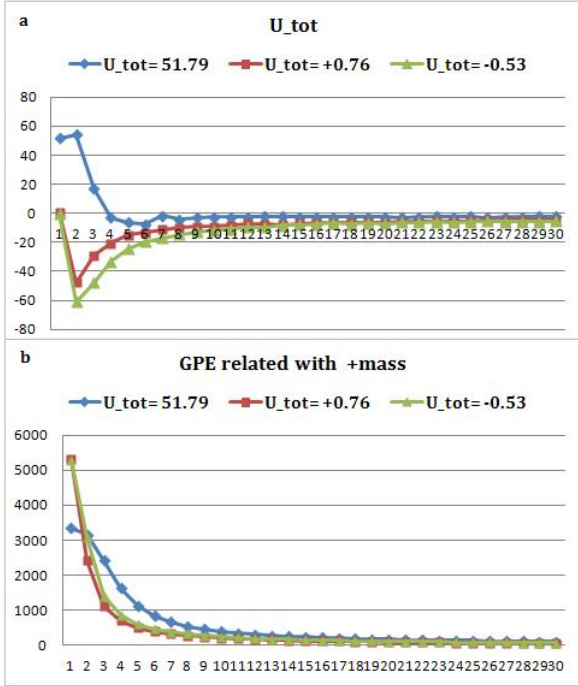 a
U_tot
U_tot= 51.79 U_tot= +0.76 U_tot= -0.53
80
60
40
20
0
-20
-40
-60
-80
1 2 3 4 5 6 7 8 9 10 11 12 13 14 15 16 17 18 19 20 21 22 23 24 25 26 27 28 29 30
b
GPE related with +mass
U_tot= 51.79 U_tot= +0.76 U_tot= -0.53
6000
5000
4000
3000
2000
1000
0
1 2 3 4 5 6 7 8 9 10 11 12 13 14 15 16 17 18 19 20 21 22 23 24 25 26 27 28 29 30